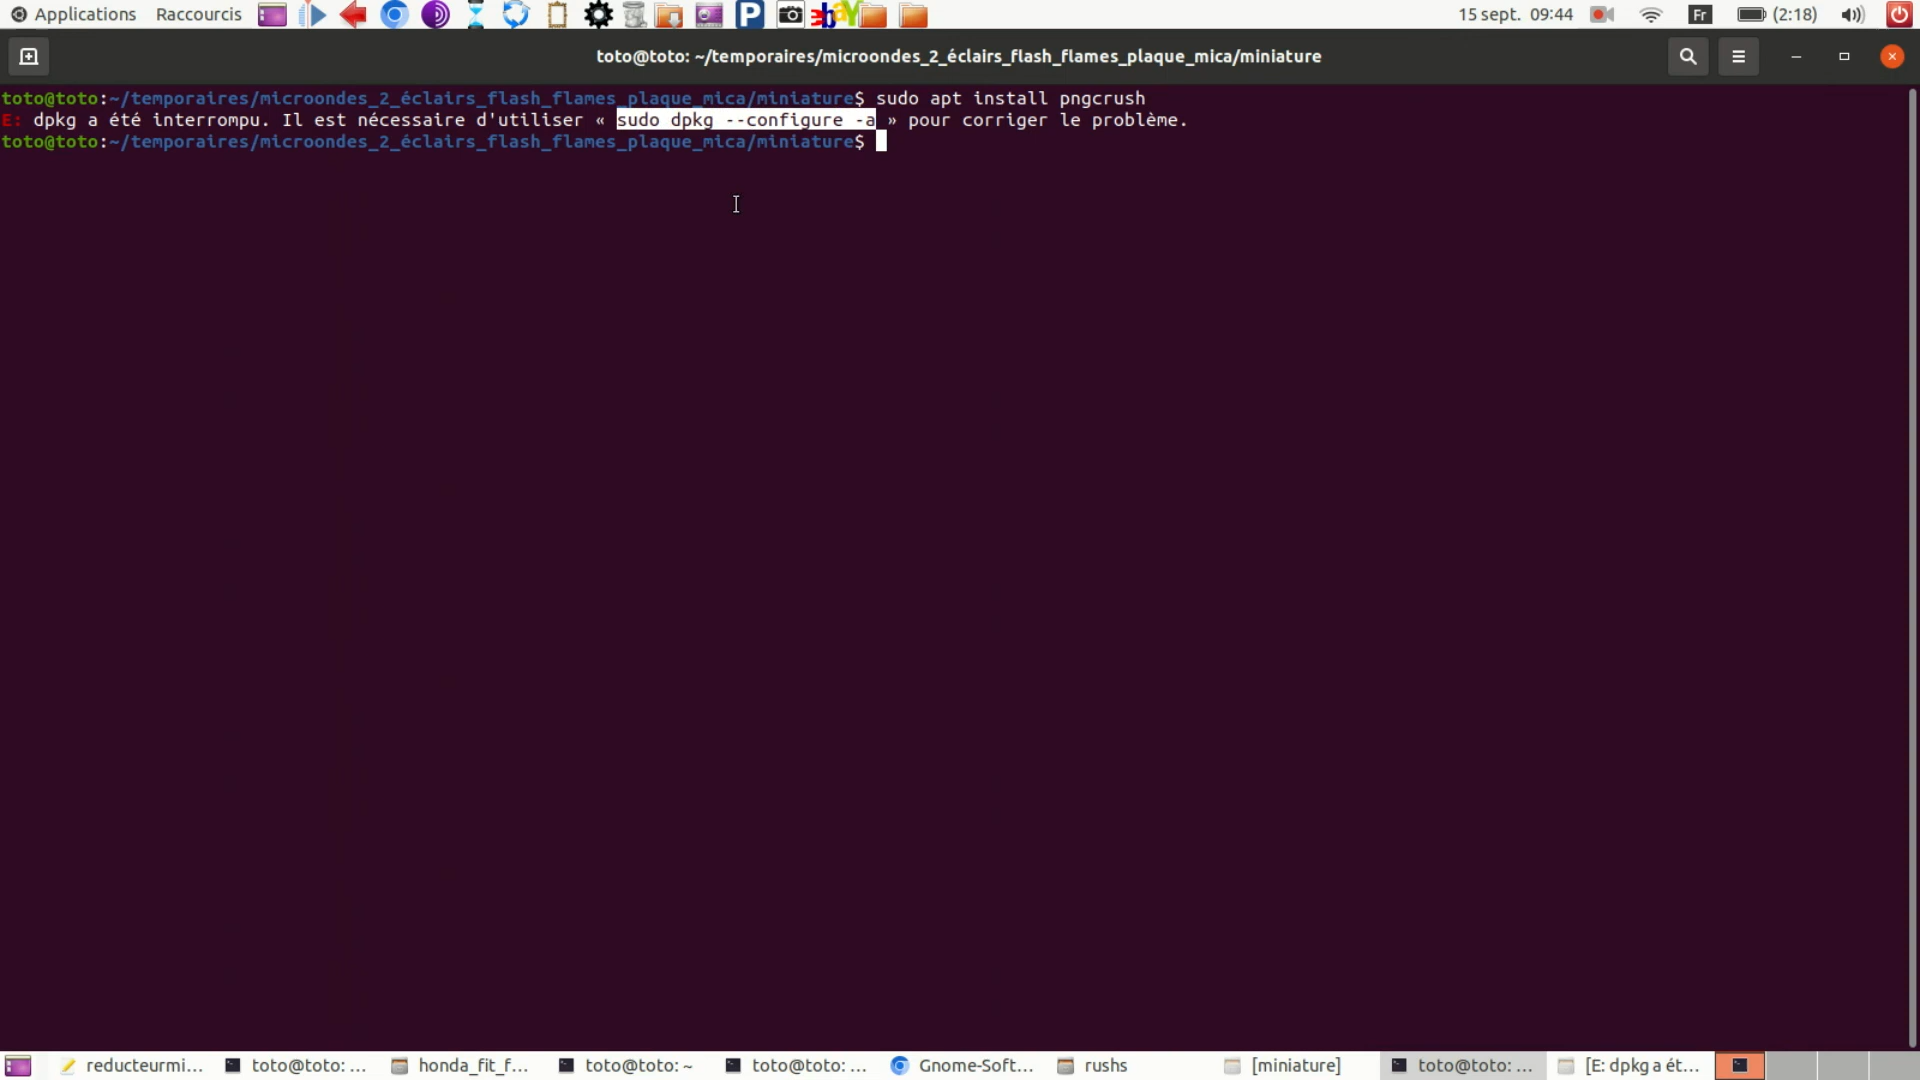 Applications Raccourcis P ebaY 15 sept. 09:44 Fr (2:18)
toto@toto: ~/temporaires/microondes_2_éclairs_flash_flames_plaque_mica/miniature
toto@toto:~/temporaires/microondes_2_éclairs_flash_flames_plaque_mica/miniature$ sudo apt install pngcrush
E: dpkg a été interrompu. Il est nécessaire d'utiliser « sudo dpkg --configure -a » pour corriger le problème.
toto@toto:~/temporaires/microondes_2_éclairs_flash_flames_plaque_mica/miniature$
reducteurmi... toto@toto: ... honda_fit_f... toto@toto: ~ toto@toto: ... Gnome-Soft... rushs [miniature] toto@toto: ... [E: dpkg a ét...